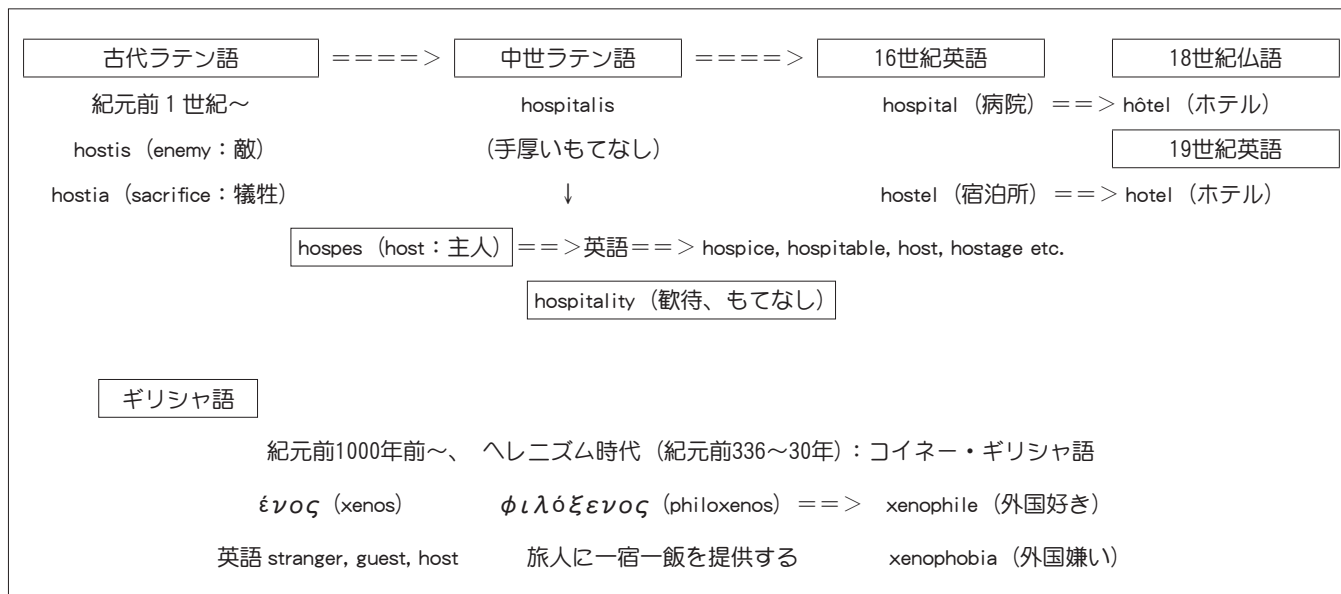 古代ラテン語 ====> 中世ラテン語 ====> 16世紀英語 18世紀仏語
紀元前１世紀～ hospitalis hospital（病院）==> hôtel（ホテル）
hostis（enemy：敵） （手厚いもてなし） 19世紀英語
hostia（sacrifice：犠牲） ↓ hostel（宿泊所）==> hotel（ホテル）
hospes（host：主人）==>英語==> hospice, hospitable, host, hostage etc.
hospitality（歓待、もてなし）
ギリシャ語
紀元前1000年前～、 ヘレニズム時代（紀元前336～30年）：コイネー・ギリシャ語
ένος（xenos） φιλόξενος（philoxenos）==> xenophile（外国好き）
英語 stranger, guest, host 旅人に一宿一飯を提供する xenophobia（外国嫌い）